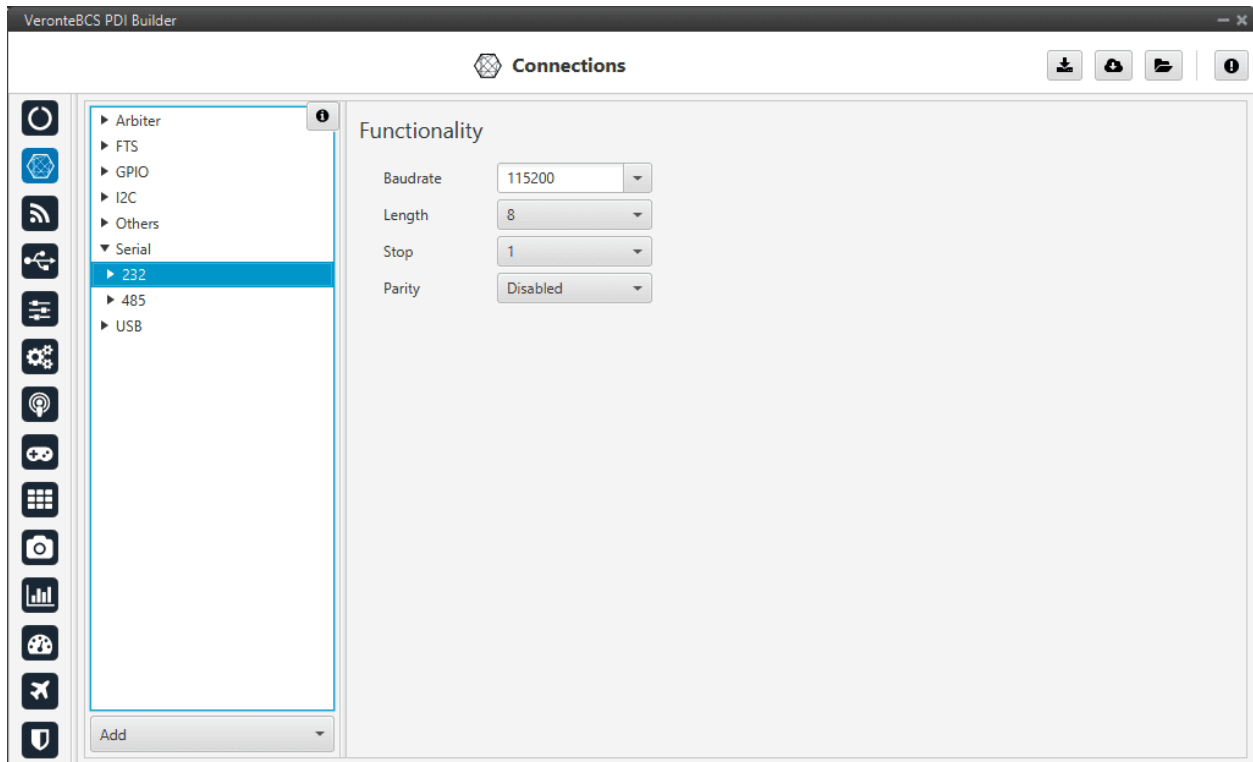 VeronteBCS PDI Builder
Connections
Arbiter
FTS
GPIO
I2C
Others
Serial
232
485
USB
Add
Functionality
Baudrate 115200
Length 8
Stop 1
Parity Disabled